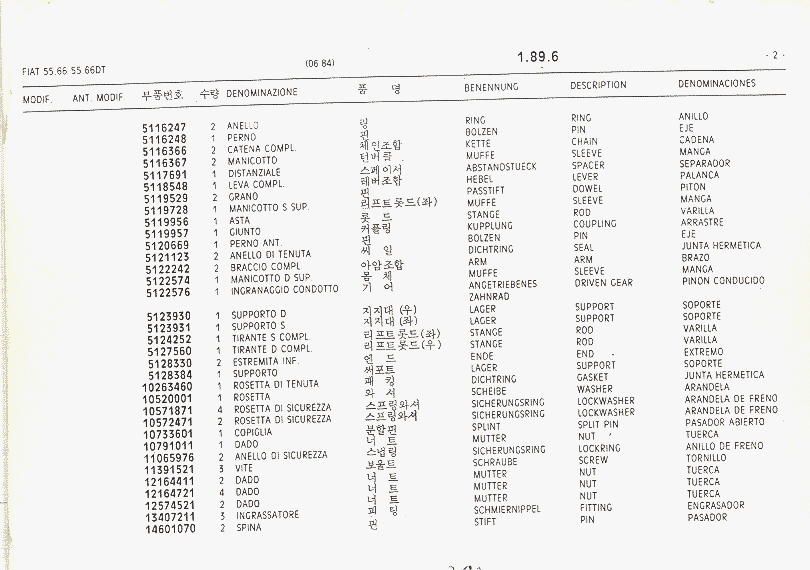 FIAT 55.66 55.66DT (06 84) 1.89.6 - 2 -
MODIF. ANT. MODIF. 부품번호 수량 DENOMINAZIONE 품 명 BENENNUNG DESCRIPTION DENOMINACIONES
5116247 2 ANELLO 링 RING RING ANILLO
5116248 1 PERNO 핀 BOLZEN PIN EJE
5116366 2 CATENA COMPL. 체인조합 KETTE CHAIN CADENA
5116367 2 MANICOTTO 턴버클 MUFFE SLEEVE MANGA
5117691 1 DISTANZIALE 스페이서 ABSTANDSTUECK SPACER SEPARADOR
5118548 1 LEVA COMPL. 레버조합 HEBEL LEVER PALANCA
5119529 2 GRANO 핀 PASSTIFT DOWEL PITON
5119728 1 MANICOTTO S SUP. 리프트롯드(좌) MUFFE SLEEVE MANGA
5119956 1 ASTA 롯 드 STANGE ROD VARILLA
5119957 1 GIUNTO 커플링 KUPPLUNG COUPLING ARRASTRE
5120669 1 PERNO ANT. 핀 BOLZEN PIN EJE
5121123 2 ANELLO DI TENUTA 씨 일 DICHTRING SEAL JUNTA HERMETICA
5122242 2 BRACCIO COMPL 아암조합 ARM ARM BRAZO
5122574 1 MANICOTTO D SUP. 몸 체 MUFFE SLEEVE MANGA
5122576 1 INGRANAGGIO CONDOTTO 기 어 ANGETRIEBENES DRIVEN GEAR PINON CONDUCIDO
ZAHNRAD
5123930 1 SUPPORTO D 지지대(우) LAGER SUPPORT SOPORTE
5123931 1 SUPPORTO S 지지대(좌) LAGER SUPPORT SOPORTE
5124252 1 TIRANTE S COMPL. 리프트롯드(좌) STANGE ROD VARILLA
5127560 1 TIRANTE D COMPL. 리프트롯드(우) STANGE ROD VARILLA
5128330 2 ESTREMITA INF. 엔 드 ENDE END EXTREMO
5128384 1 SUPPORTO 써포트 LAGER SUPPORT SOPORTE
10263460 1 ROSETTA DI TENUTA 패 킹 DICHTRING GASKET JUNTA HERMETICA
10520001 1 ROSETTA 와 셔 SCHEIBE WASHER ARANDELA
10571871 4 ROSETTA DI SICUREZZA 스프링와셔 SICHERUNGSRING LOCKWASHER ARANDELA DE FRENO
10572471 2 ROSETTA DI SICUREZZA 스프링와셔 SICHERUNGSRING LOCKWASHER ARANDELA DE FRENO
10733601 1 COPIGLIA 분할핀 SPLINT SPLIT PIN PASADOR ABIERTO
10791011 1 DADO 너 트 MUTTER NUT TUERCA
11065976 2 ANELLO DI SICUREZZA 스냅링 SICHERUNGSRING LOCKRING ANILLO DE FRENO
11391521 3 VITE 보울트 SCHRAUBE SCREW TORNILLO
12164411 2 DADO 너 트 MUTTER NUT TUERCA
12164721 4 DADO 너 트 MUTTER NUT TUERCA
12574521 2 DADO 너 트 MUTTER NUT TUERCA
13407211 3 INGRASSATORE 피 팅 SCHMIERNIPPEL FITTING ENGRASADOR
14601070 2 SPINA 핀 STIFT PIN PASADOR